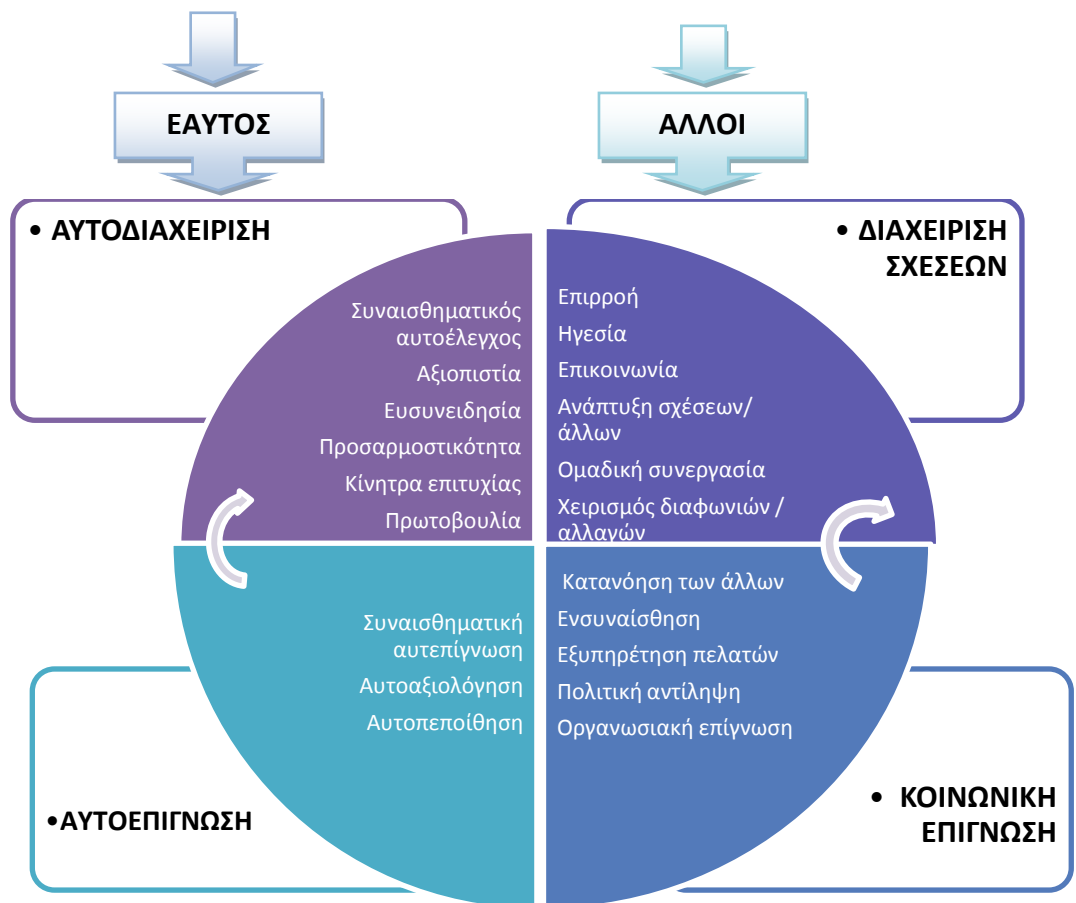 ΕΑΥΤΟΣ
ΑΛΛΟΙ
• ΑΥΤΟΔΙΑΧΕΙΡΙΣΗ
• ΔΙΑΧΕΙΡΙΣΗ
ΣΧΕΣΕΩΝ
Συναισθηματικός
αυτοέλεγχος
Αξιοπιστία
Ευσυνειδησία
Προσαρμοστικότητα
Κίνητρα επιτυχίας
Πρωτοβουλία
Επιρροή
Ηγεσία
Επικοινωνία
Ανάπτυξη σχέσεων/
άλλων
Ομαδική συνεργασία
Χειρισμός διαφωνιών /
αλλαγών
Συναισθηματική
αυτεπίγνωση
Αυτοαξιολόγηση
Αυτοπεποίθηση
Κατανόηση των άλλων
Ενσυναίσθηση
Εξυπηρέτηση πελατών
Πολιτική αντίληψη
Οργανωσιακή επίγνωση
•ΑΥΤΟΕΠΙΓΝΩΣΗ
• ΚΟΙΝΩΝΙΚΗ
ΕΠΙΓΝΩΣΗ